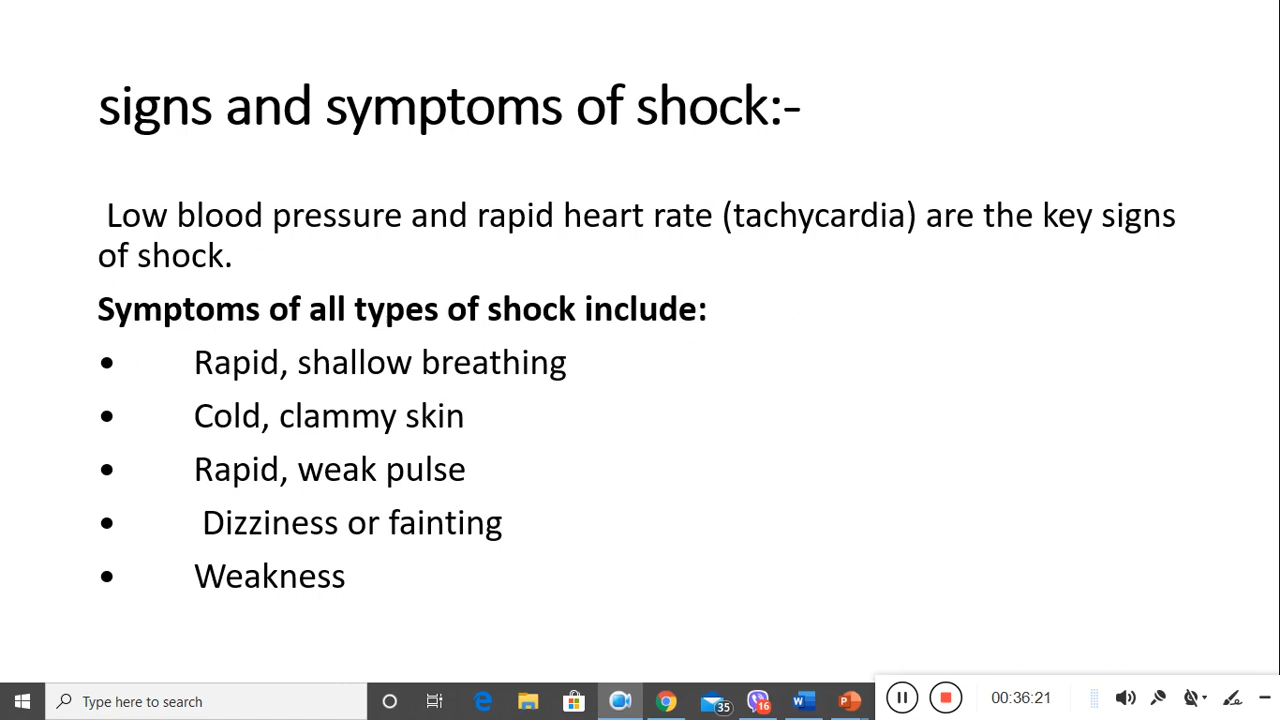 signs and symptoms of shock:-
Low blood pressure and rapid heart rate (tachycardia) are the key signs
of shock.
Symptoms of all types of shock include:
• Rapid, shallow breathing
• Cold, clammy skin
• Rapid, weak pulse
• Dizziness or fainting
• Weakness
Type here to search
35
16
00:36:21